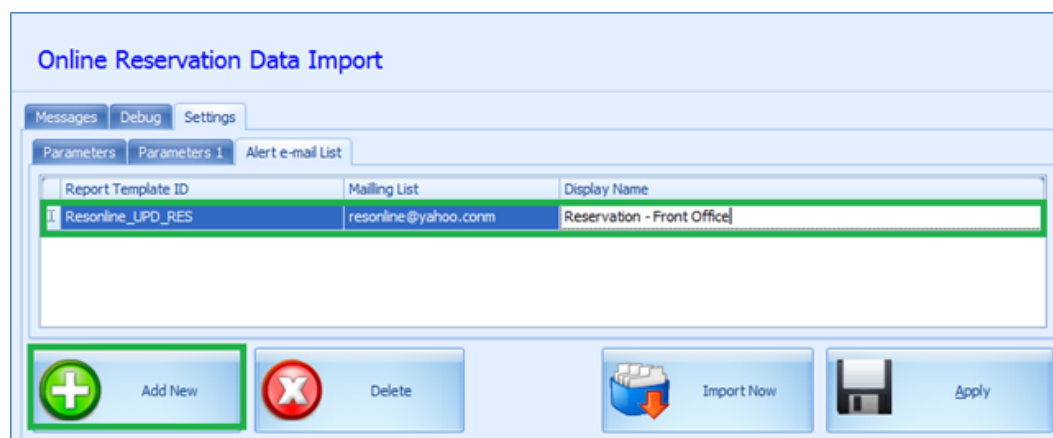 Online Reservation Data Import
Messages Debug Settings
Parameters Parameters 1 Alert e-mail List
Report Template ID Mailing List Display Name
Resonline_UPD_RES resonline@yahoo.conm Reservation - Front Office
Add New Delete Import Now Apply